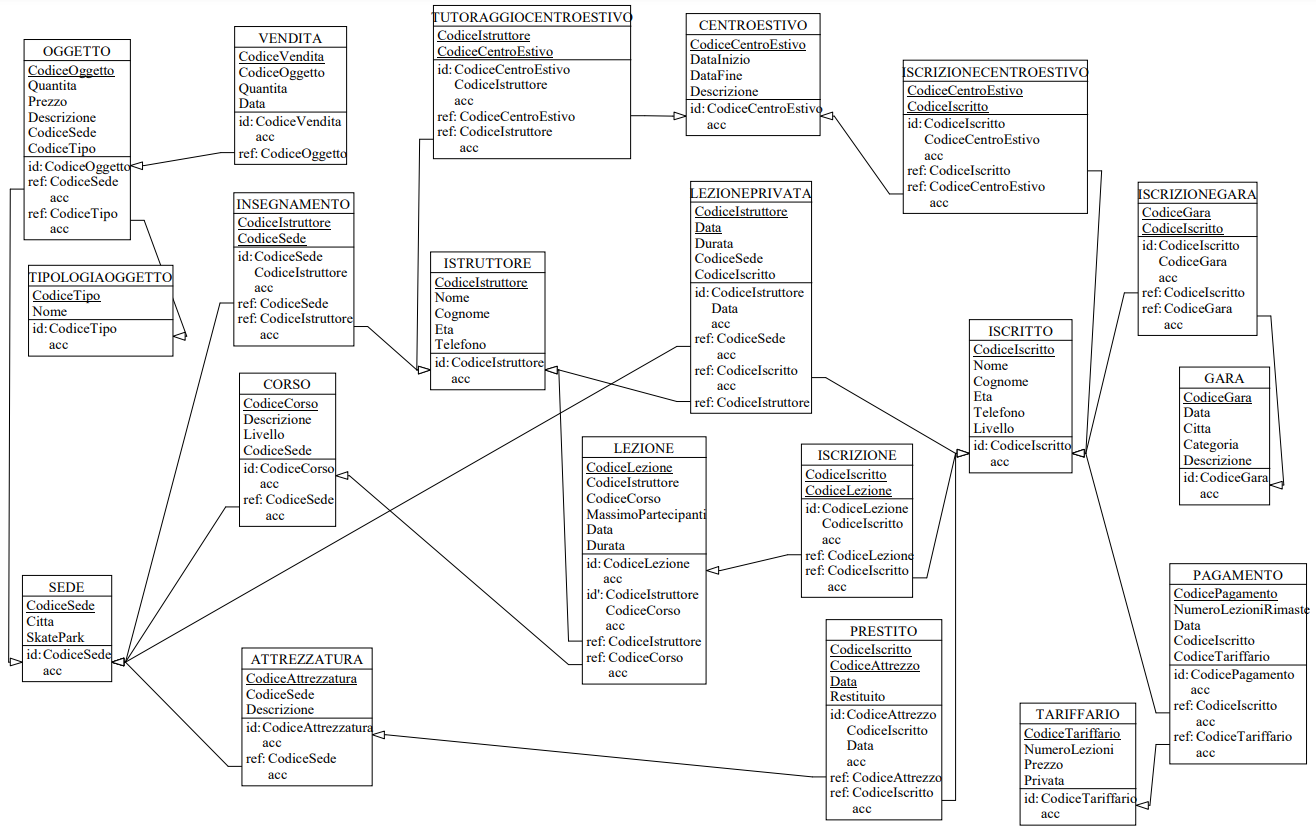 OGGETTO
CodiceOggetto
Quantita
Prezzo
Descrizione
CodiceSede
CodiceTipo
id: CodiceOggetto
ref: CodiceSede
acc
ref: CodiceTipo
acc
VENDITA
CodiceVendita
CodiceOggetto
Quantita
Data
id: CodiceVendita
acc
ref: CodiceOggetto
TUTORAGGIOCENTROESTIVO
CodiceIstruttore
CodiceCentroEstivo
id: CodiceCentroEstivo
CodiceIstruttore
acc
ref: CodiceCentroEstivo
ref: CodiceIstruttore
acc
CENTROESTIVO
CodiceCentroEstivo
DataInizio
DataFine
Descrizione
id: CodiceCentroEstivo
acc
ISCRIZIONECENTROESTIVO
CodiceCentroEstivo
CodiceIscritto
id: CodiceIscritto
CodiceCentroEstivo
acc
ref: CodiceIscritto
ref: CodiceCentroEstivo
acc
TIPOLOGIAOGGETTO
CodiceTipo
Nome
id: CodiceTipo
acc
INSEGNAMENTO
CodiceIstruttore
CodiceSede
id: CodiceSede
CodiceIstruttore
acc
ref: CodiceSede
ref: CodiceIstruttore
acc
ISTRUTTORE
CodiceIstruttore
Nome
Cognome
Eta
Telefono
id: CodiceIstruttore
acc
LEZIONEPRIVATA
CodiceIstruttore
Data
Durata
CodiceSede
CodiceIscritto
id: CodiceIstruttore
Data
acc
ref: CodiceSede
acc
ref: CodiceIscritto
acc
ref: CodiceIstruttore
ISCRIZIONEGARA
CodiceGara
CodiceIscritto
id: CodiceIscritto
CodiceGara
acc
ref: CodiceIscritto
ref: CodiceGara
acc
ISCRITTO
CodiceIscritto
Nome
Cognome
Eta
Telefono
Livello
id: CodiceIscritto
acc
GARA
CodiceGara
Data
Citta
Categoria
Descrizione
id: CodiceGara
acc
CORSO
CodiceCorso
Descrizione
Livello
CodiceSede
id: CodiceCorso
acc
ref: CodiceSede
acc
LEZIONE
CodiceLezione
CodiceIstruttore
CodiceCorso
MassimoPartecipanti
Data
Durata
id: CodiceLezione
acc
id': CodiceIstruttore
CodiceCorso
acc
ref: CodiceIstruttore
ref: CodiceCorso
acc
ISCRIZIONE
CodiceIscritto
CodiceLezione
id: CodiceLezione
CodiceIscritto
acc
ref: CodiceLezione
ref: CodiceIscritto
acc
SEDE
CodiceSede
Citta
SkatePark
id: CodiceSede
acc
ATTREZZATURA
CodiceAttrezzatura
CodiceSede
Descrizione
id: CodiceAttrezzatura
acc
ref: CodiceSede
acc
PRESTITO
CodiceIscritto
CodiceAttrezzo
Data
Restituito
id: CodiceAttrezzo
CodiceIscritto
Data
acc
ref: CodiceAttrezzo
ref: CodiceIscritto
acc
TARIFFARIO
CodiceTariffario
NumeroLezioni
Prezzo
Privata
id: CodiceTariffario
acc
PAGAMENTO
CodicePagamento
NumeroLezioniRimaste
Data
CodiceIscritto
CodiceTariffario
id: CodicePagamento
acc
ref: CodiceIscritto
acc
ref: CodiceTariffario
acc